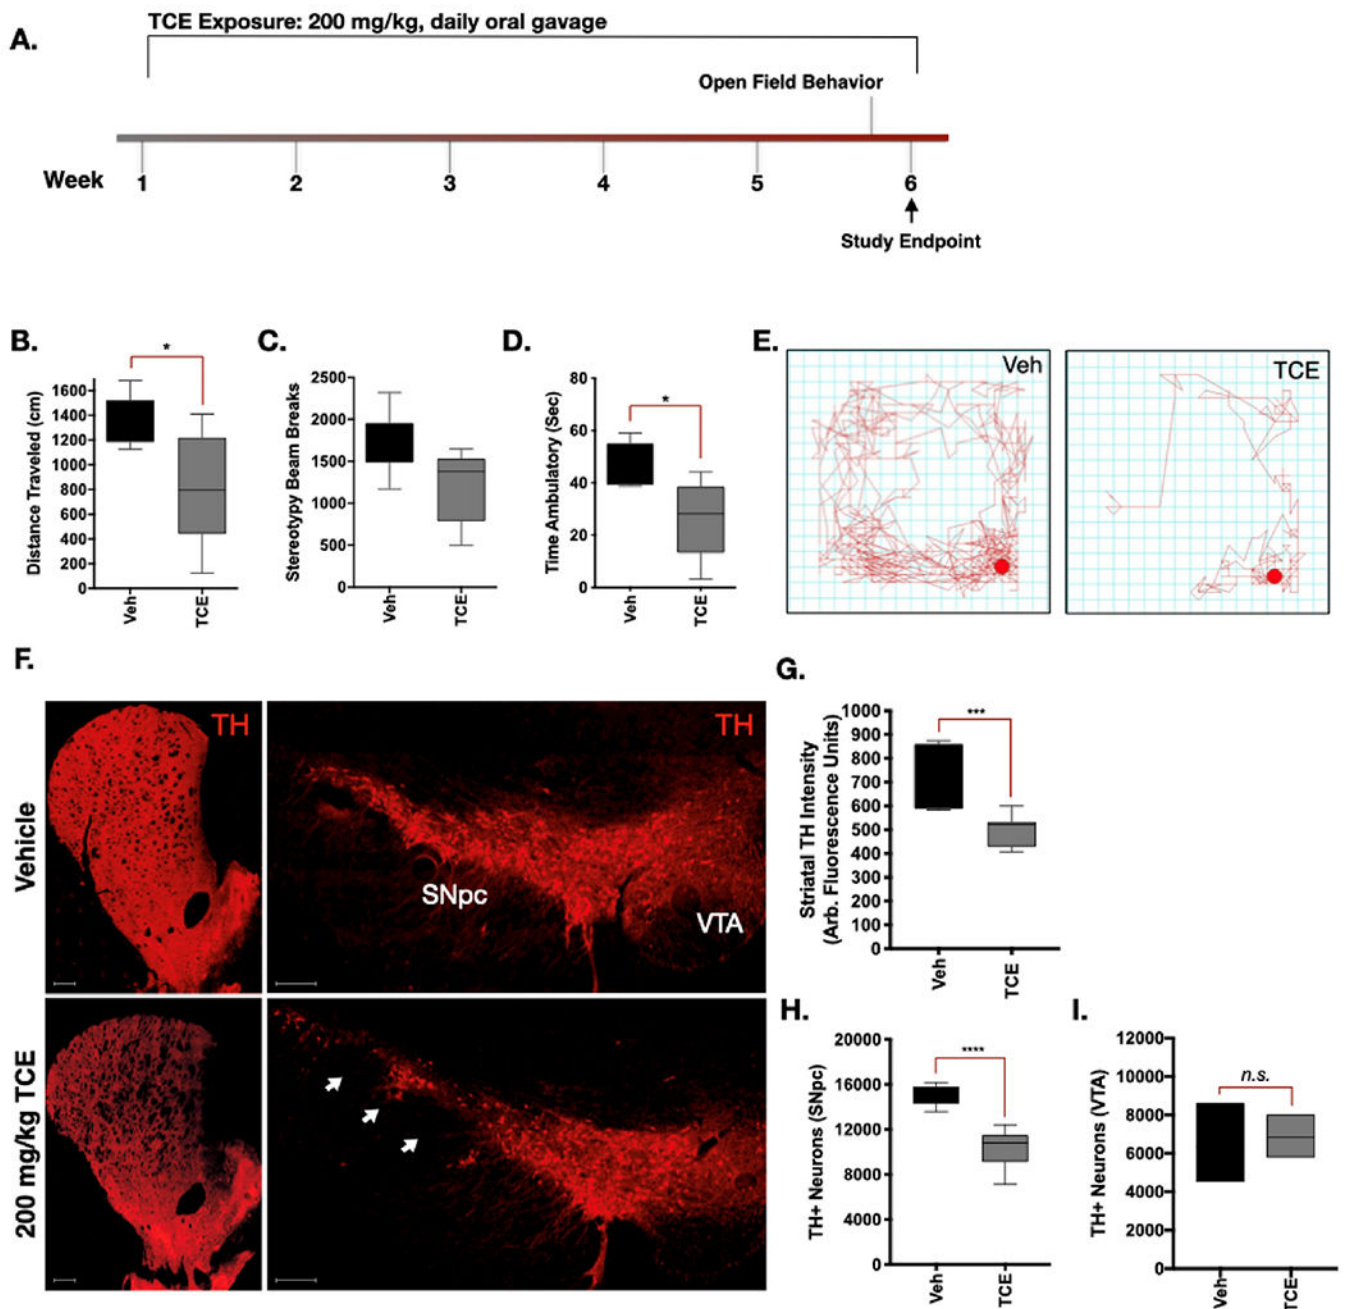 A.
TCE Exposure: 200 mg/kg, daily oral gavage
Open Field Behavior
Week 1 2 3 4 5 6
Study Endpoint
B.
*
Distance Traveled (cm)
1600
1400
1200
1000
800
600
400
200
0
Veh
TCE
C.
Stereotypy Beam Breaks
2500
2000
1500
1000
500
0
Veh
TCE
D.
*
Time Ambulatory (Sec)
80
60
40
20
0
Veh
TCE
E.
Veh
TCE
F.
Vehicle
TH
TH
SNpc
VTA
200 mg/kg TCE
G.
***
Striatal TH Intensity
(Arb. Fluorescence Units)
1000
900
800
700
600
500
400
300
200
100
0
Veh
TCE
H.
****
TH+ Neurons (SNpc)
20000
16000
12000
8000
4000
0
Veh
TCE
I.
n.s.
TH+ Neurons (VTA)
12000
10000
8000
6000
4000
2000
0
Veh
TCE